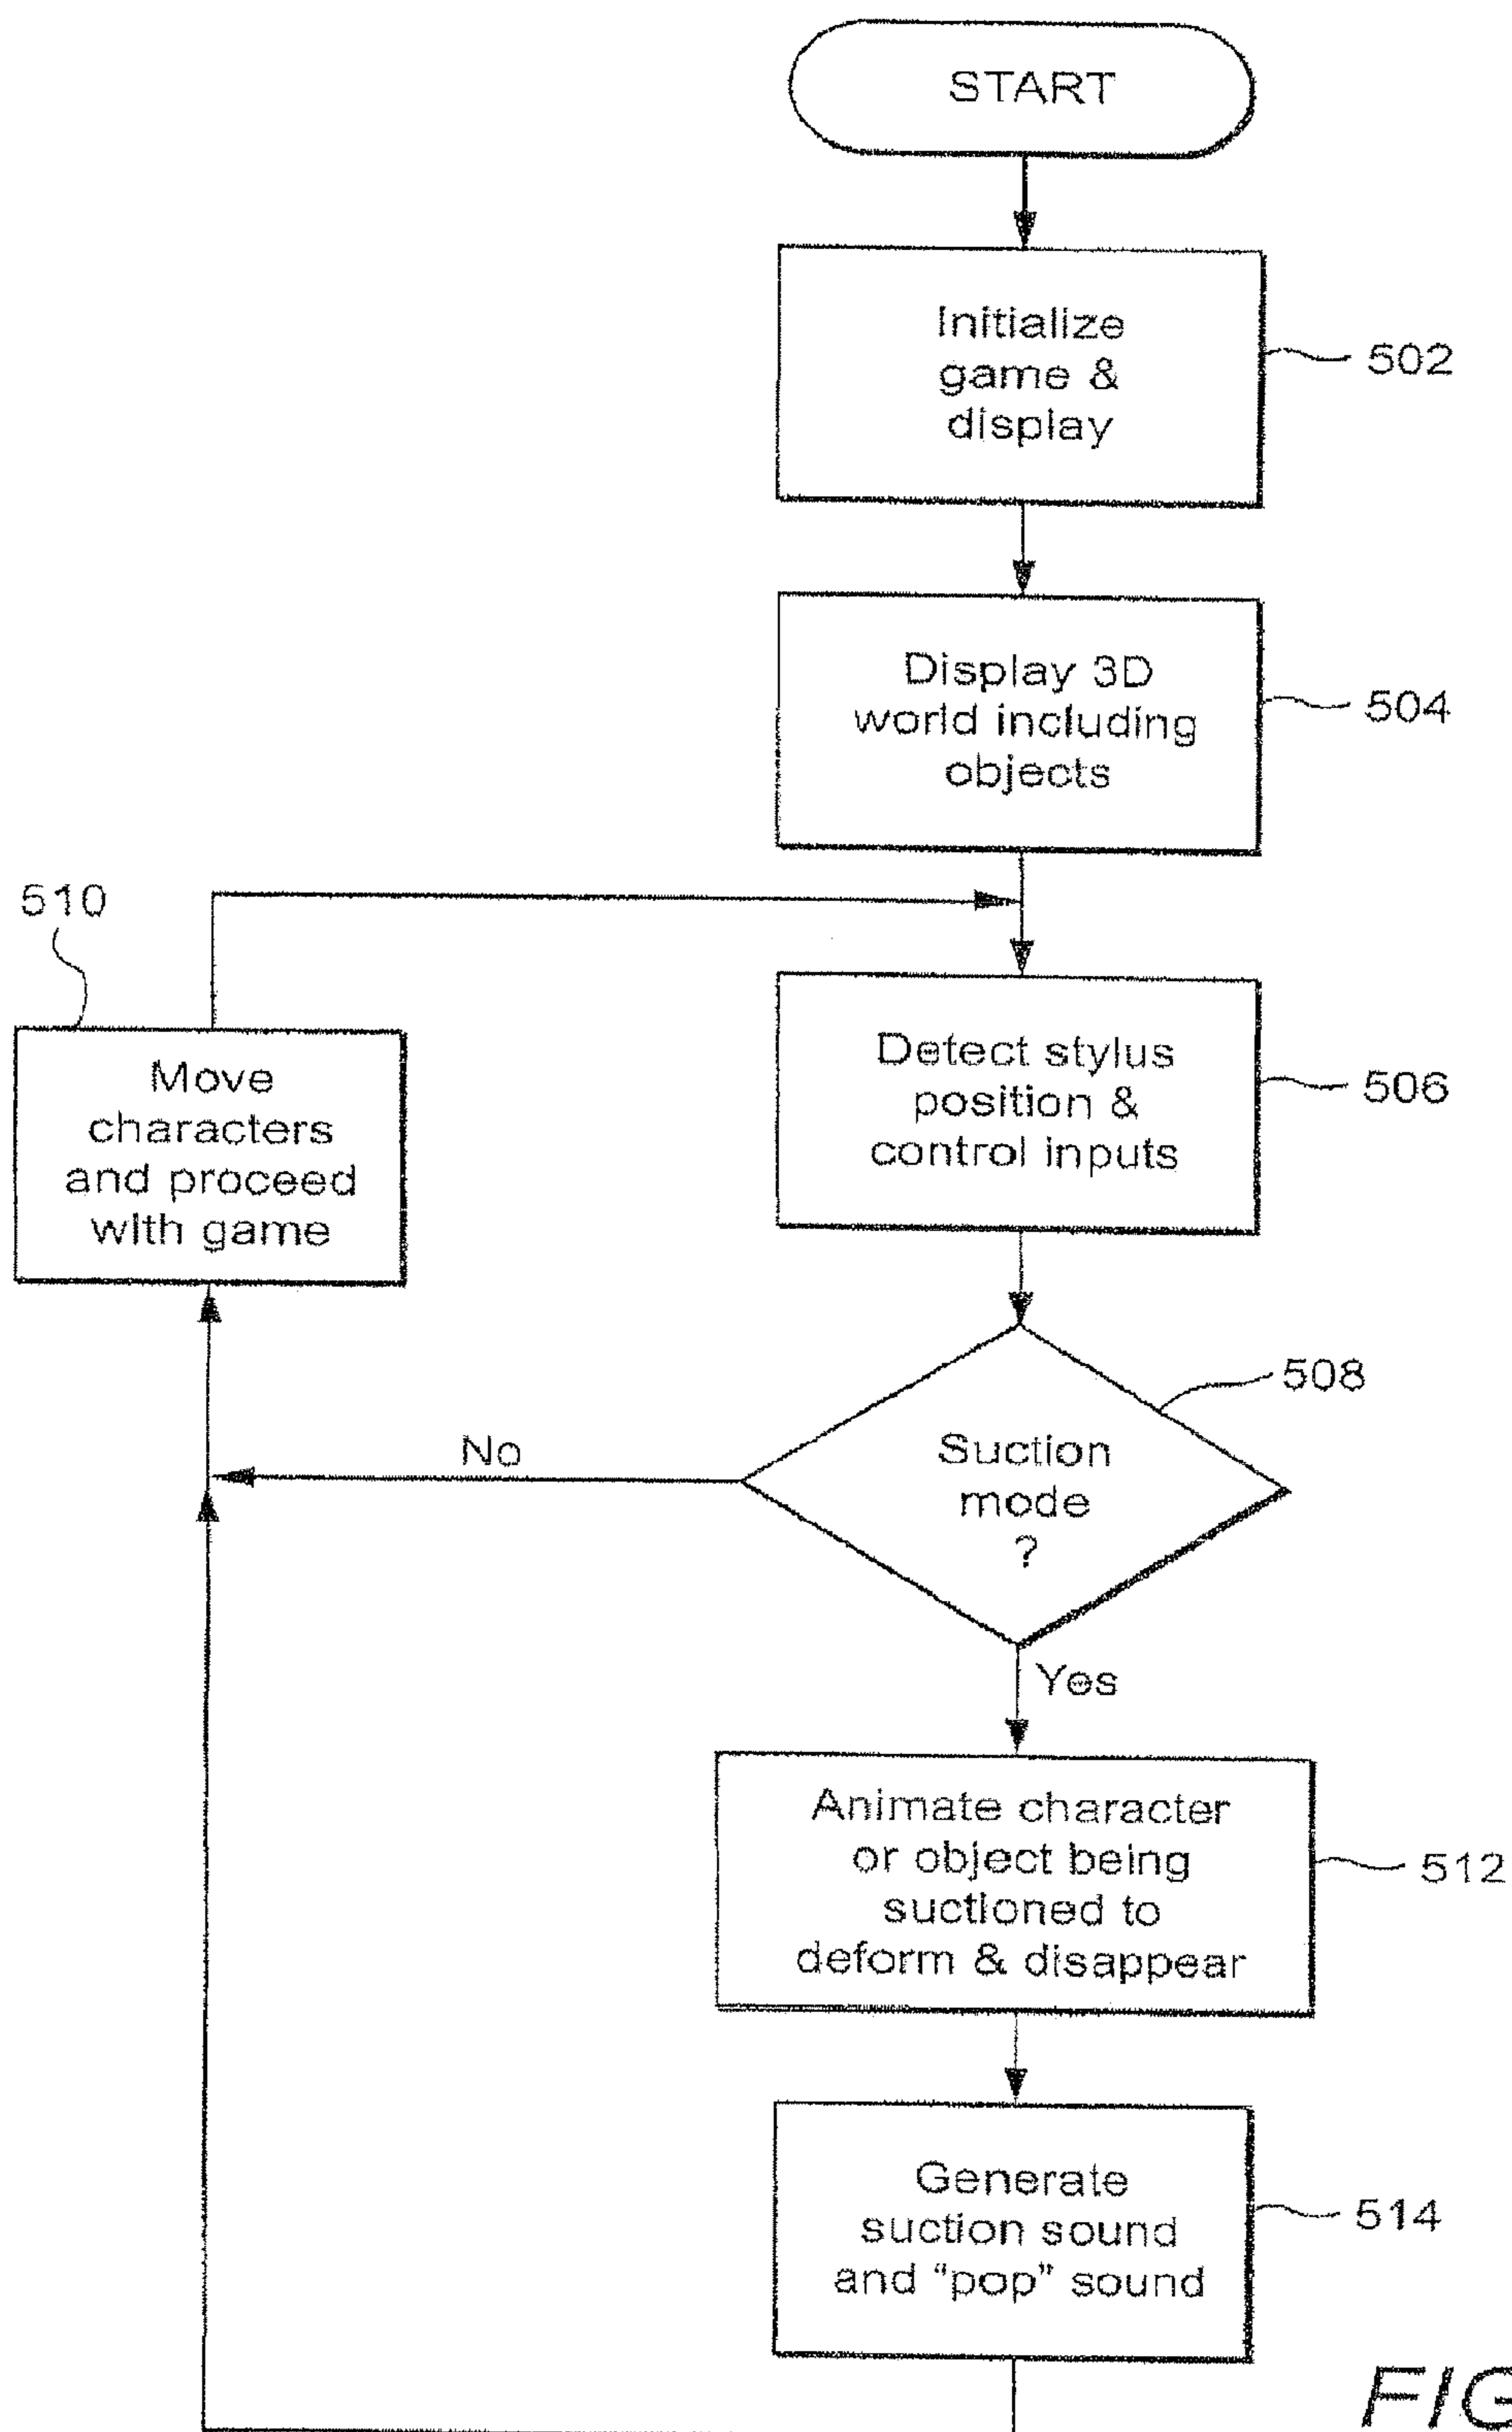 START
Initialize
game &
display
502
Display 3D
world including
objects
504
510
Move
characters
and proceed
with game
Detect stylus
position &
control inputs
506
508
Suction
mode
?
No
Yes
Animate character
or object being
suctioned to
deform & disappear
512
Generate
suction sound
and “pop” sound
514
FIG